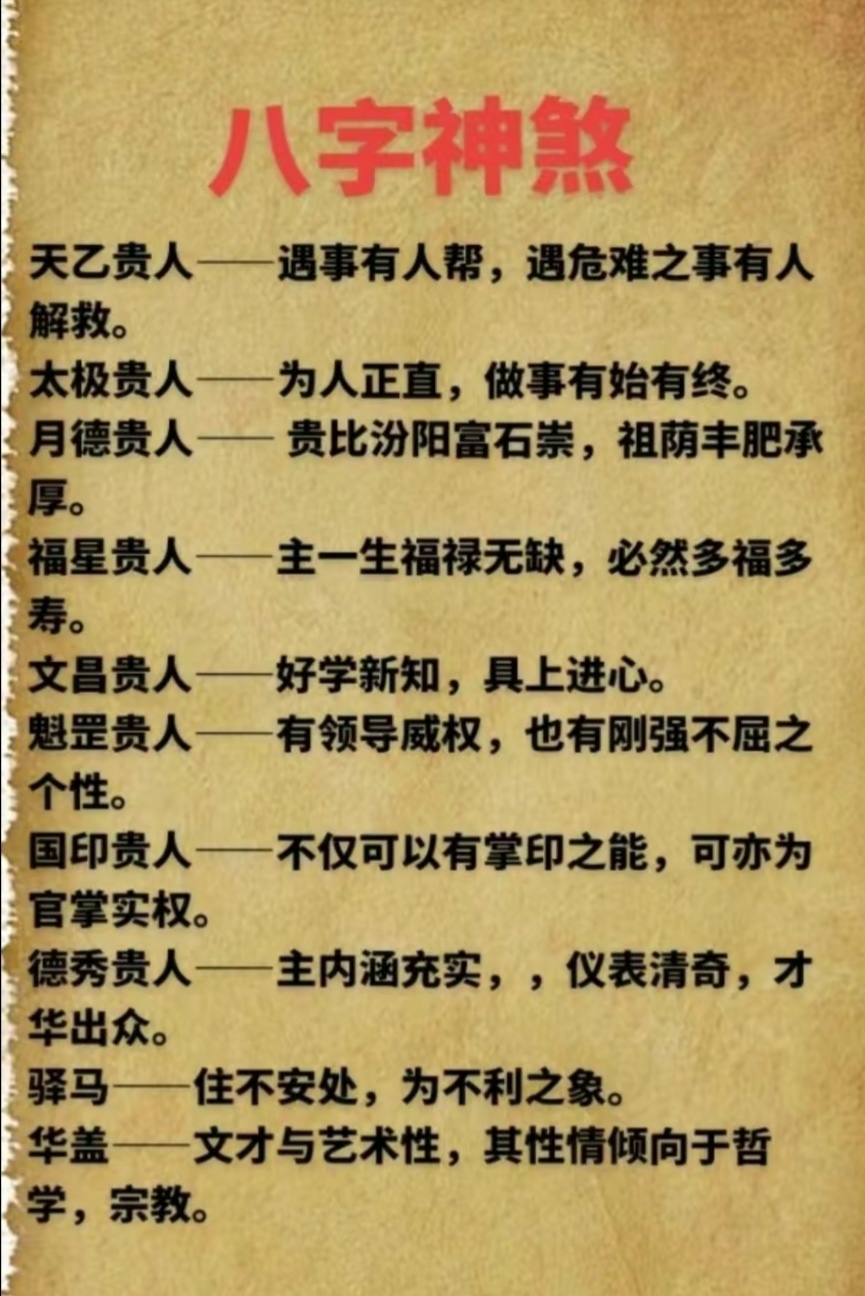 八字神煞
天乙贵人——遇事有人帮，遇危难之事有人
解救。
太极贵人——为人正直，做事有始有终。
月德贵人—— 贵比汾阳富石崇，祖荫丰肥承
厚。
福星贵人——主一生福禄无缺，必然多福多
寿。
文昌贵人——好学新知，具上进心。
魁罡贵人——有领导威权，也有刚强不屈之
个性。
国印贵人——不仅可以有掌印之能，可亦为
官掌实权。
德秀贵人——主内涵充实，，仪表清奇，才
华出众。
驿马——住不安处，为不利之象。
华盖——文才与艺术性，其性情倾向于哲
学，宗教。